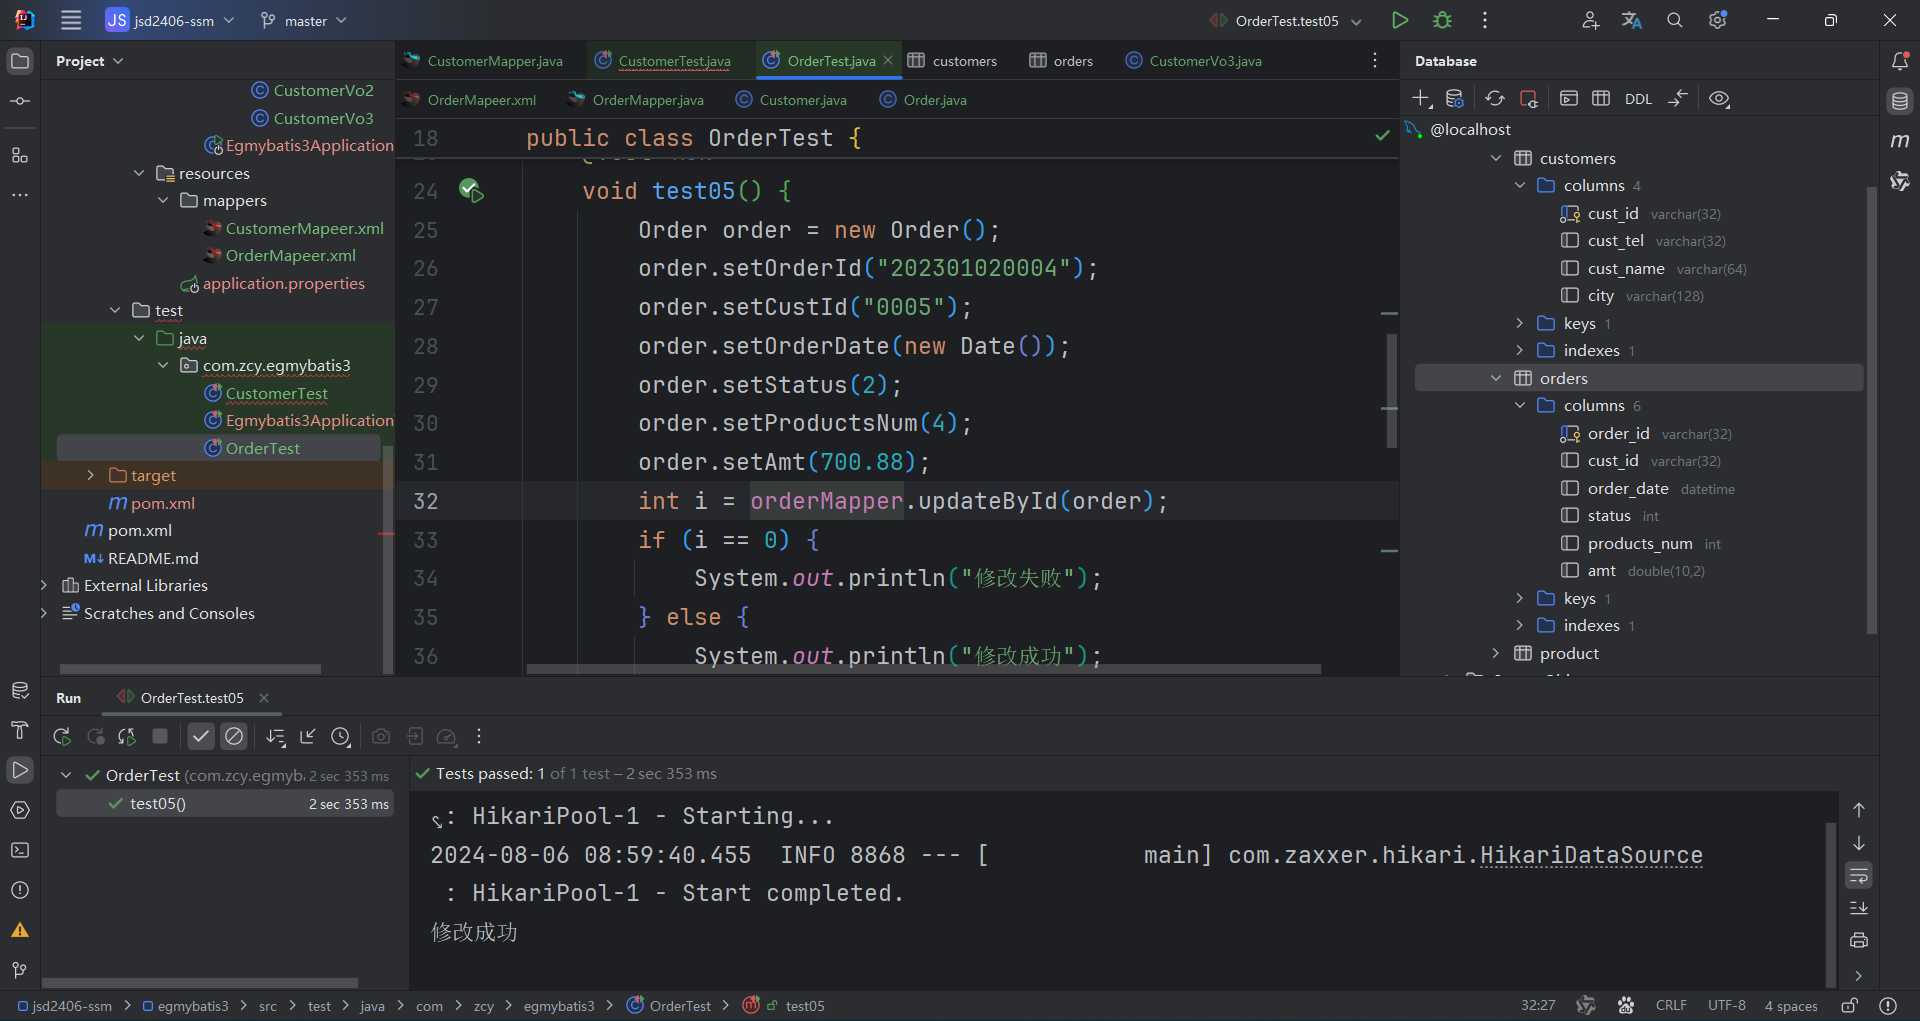 JS jsd2406-ssm master OrderTest.test05
Project
CustomerVo2
CustomerVo3
Egmybatis3Application
resources
mappers
CustomerMapeer.xml
OrderMapeer.xml
application.properties
test
java
com.zcy.egmybatis3
CustomerTest
Egmybatis3Application
OrderTest
target
pom.xml
pom.xml
README.md
External Libraries
Scratches and Consoles
CustomerMapper.java CustomerTest.java OrderTest.java customers orders CustomerVo3.java
OrderMapeer.xml OrderMapper.java Customer.java Order.java
18 public class OrderTest {
24 void test05() {
25 Order order = new Order();
26 order.setOrderId("202301020004");
27 order.setCustId("0005");
28 order.setOrderDate(new Date());
29 order.setStatus(2);
30 order.setProductsNum(4);
31 order.setAmt(700.88);
32 int i = orderMapper.updateById(order);
33 if (i == 0) {
34 System.out.println("修改失败");
35 } else {
36 System.out.println("修改成功");
Database
DDL
@localhost
customers
columns 4
cust_id varchar(32)
cust_tel varchar(32)
cust_name varchar(64)
city varchar(128)
keys 1
indexes 1
orders
columns 6
order_id varchar(32)
cust_id varchar(32)
order_date datetime
status int
products_num int
amt double(10,2)
keys 1
indexes 1
product
Run OrderTest.test05
OrderTest (com.zcy.egmyb 2 sec 353 ms
test05() 2 sec 353 ms
Tests passed: 1 of 1 test – 2 sec 353 ms
: HikariPool-1 - Starting...
2024-08-06 08:59:40.455 INFO 8868 --- [ main] com.zaxxer.hikari.HikariDataSource
: HikariPool-1 - Start completed.
修改成功
jsd2406-ssm > egmybatis3 > src > test > java > com > zcy > egmybatis3 > OrderTest > test05
32:27 CRLF UTF-8 4 spaces